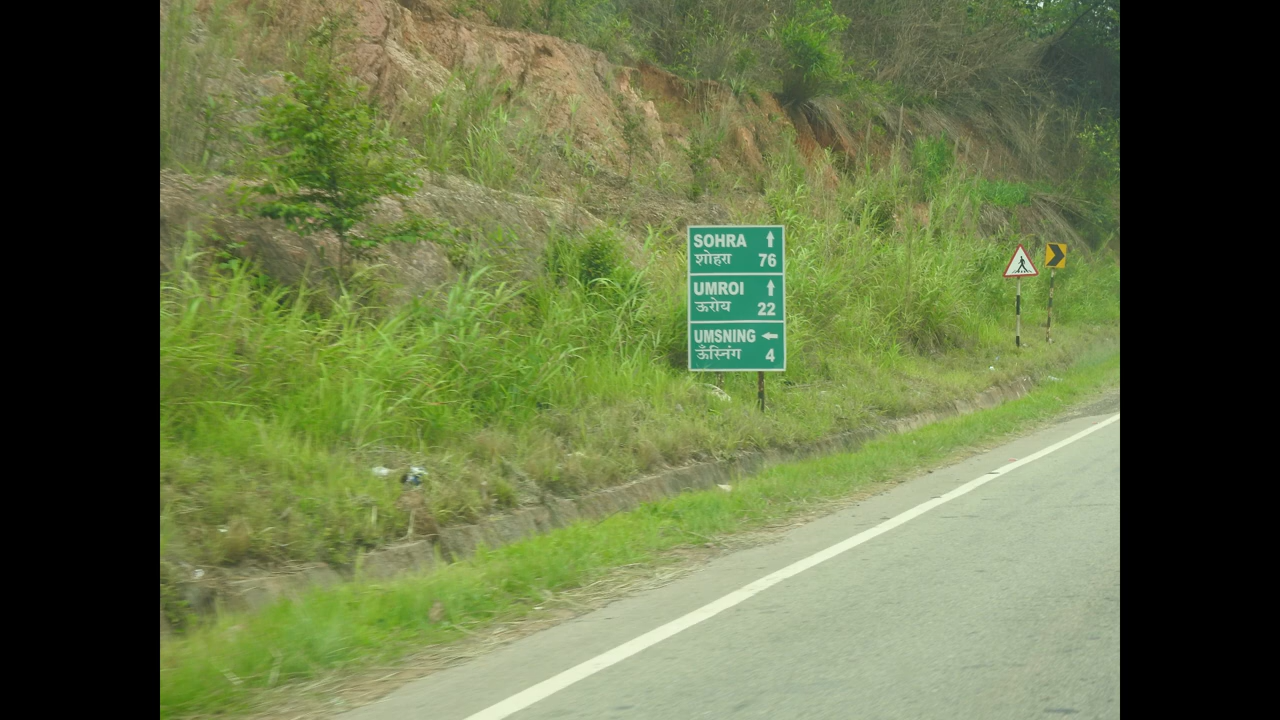 SOHRA ↑
शोहरा 76
UMROI ↑
ऊरोय 22
UMSNING ←
ऊँस्निंग 4